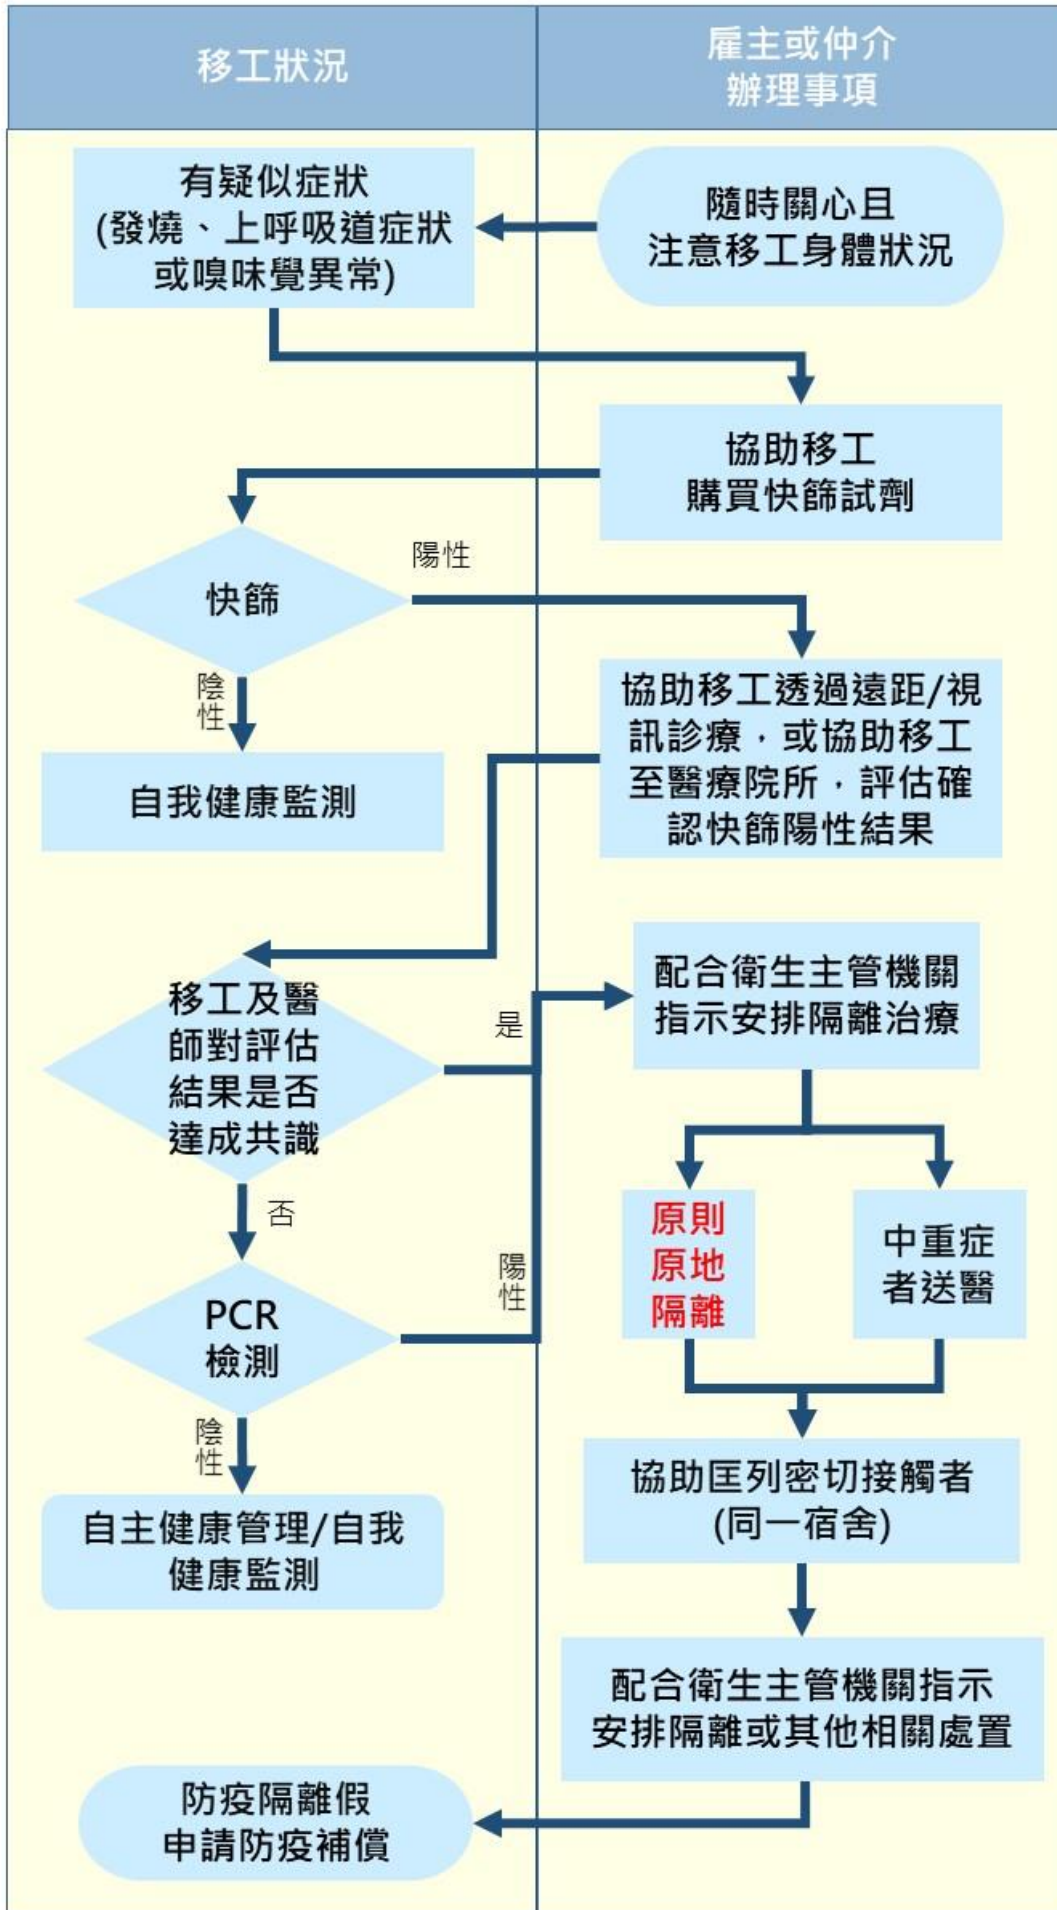 移工狀況
雇主或仲介
辦理事項
有疑似症狀
(發燒、上呼吸道症狀
或嗅味覺異常)
隨時關心且
注意移工身體狀況
協助移工
購買快篩試劑
快篩
陽性
陰
性
自我健康監測
協助移工透過遠距/視
訊診療，或協助移工
至醫療院所，評估確
認快篩陽性結果
移工及醫
師對評估
結果是否
達成共識
是
否
配合衛生主管機關
指示安排隔離治療
原則
原地
隔離
中重症
者送醫
PCR
檢測
陽
性
陰
性
自主健康管理/自我
健康監測
協助匡列密切接觸者
(同一宿舍)
配合衛生主管機關指示
安排隔離或其他相關處置
防疫隔離假
申請防疫補償